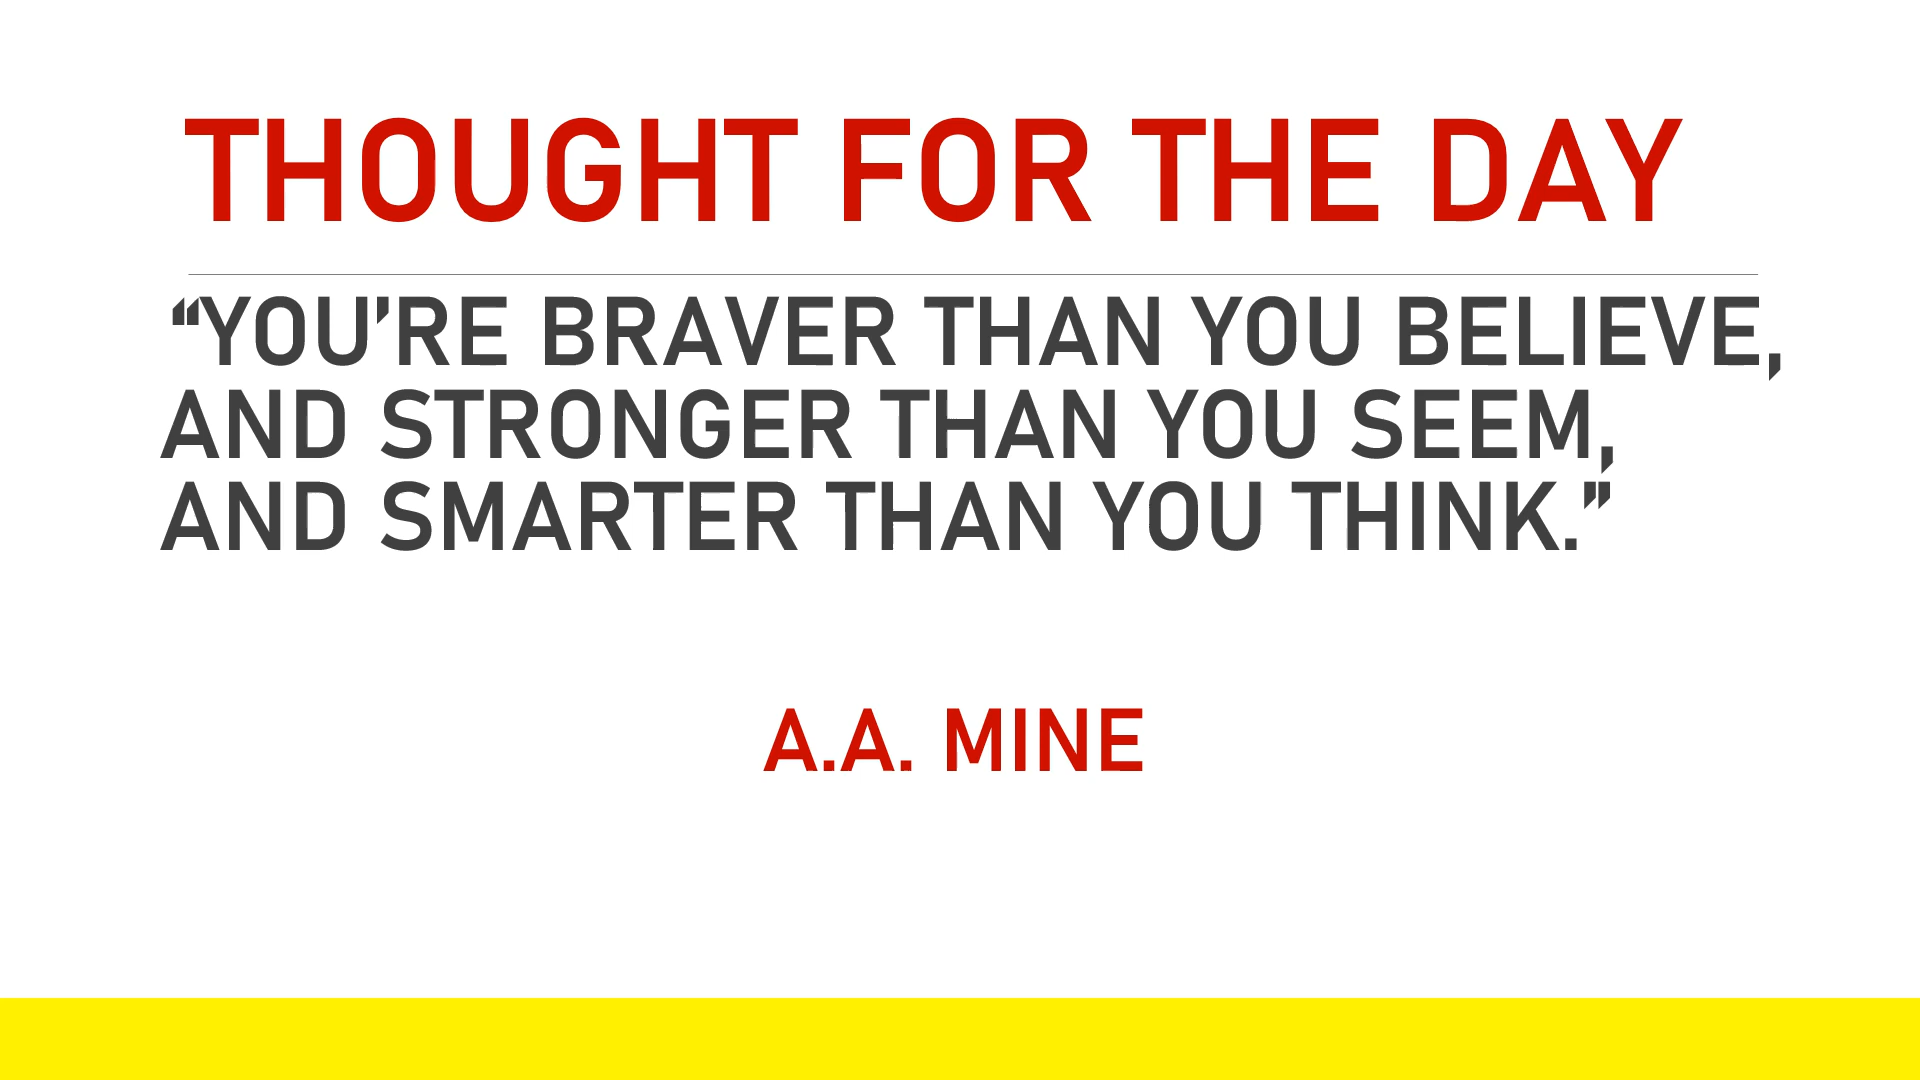 THOUGHT FOR THE DAY
“YOU’RE BRAVER THAN YOU BELIEVE,
AND STRONGER THAN YOU SEEM,
AND SMARTER THAN YOU THINK.”
A.A. MINE